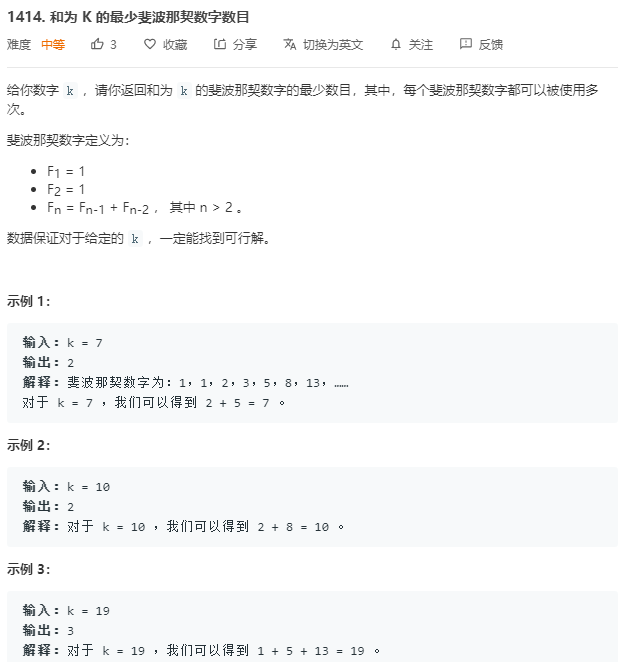 1414. 和为 K 的最少斐波那契数字数目
难度 中等 3 收藏 分享 切换为英文 关注 反馈
给你数字 k ，请你返回和为 k 的斐波那契数字的最少数目，其中，每个斐波那契数字都可以被使用多
次。
斐波那契数字定义为：
F1 = 1
F2 = 1
Fn = Fn-1 + Fn-2 ， 其中 n > 2 。
数据保证对于给定的 k ，一定能找到可行解。
示例 1：
输入：k = 7
输出：2
解释：斐波那契数字为：1，1，2，3，5，8，13，……
对于 k = 7 ，我们可以得到 2 + 5 = 7 。
示例 2：
输入：k = 10
输出：2
解释：对于 k = 10 ，我们可以得到 2 + 8 = 10 。
示例 3：
输入：k = 19
输出：3
解释：对于 k = 19 ，我们可以得到 1 + 5 + 13 = 19 。